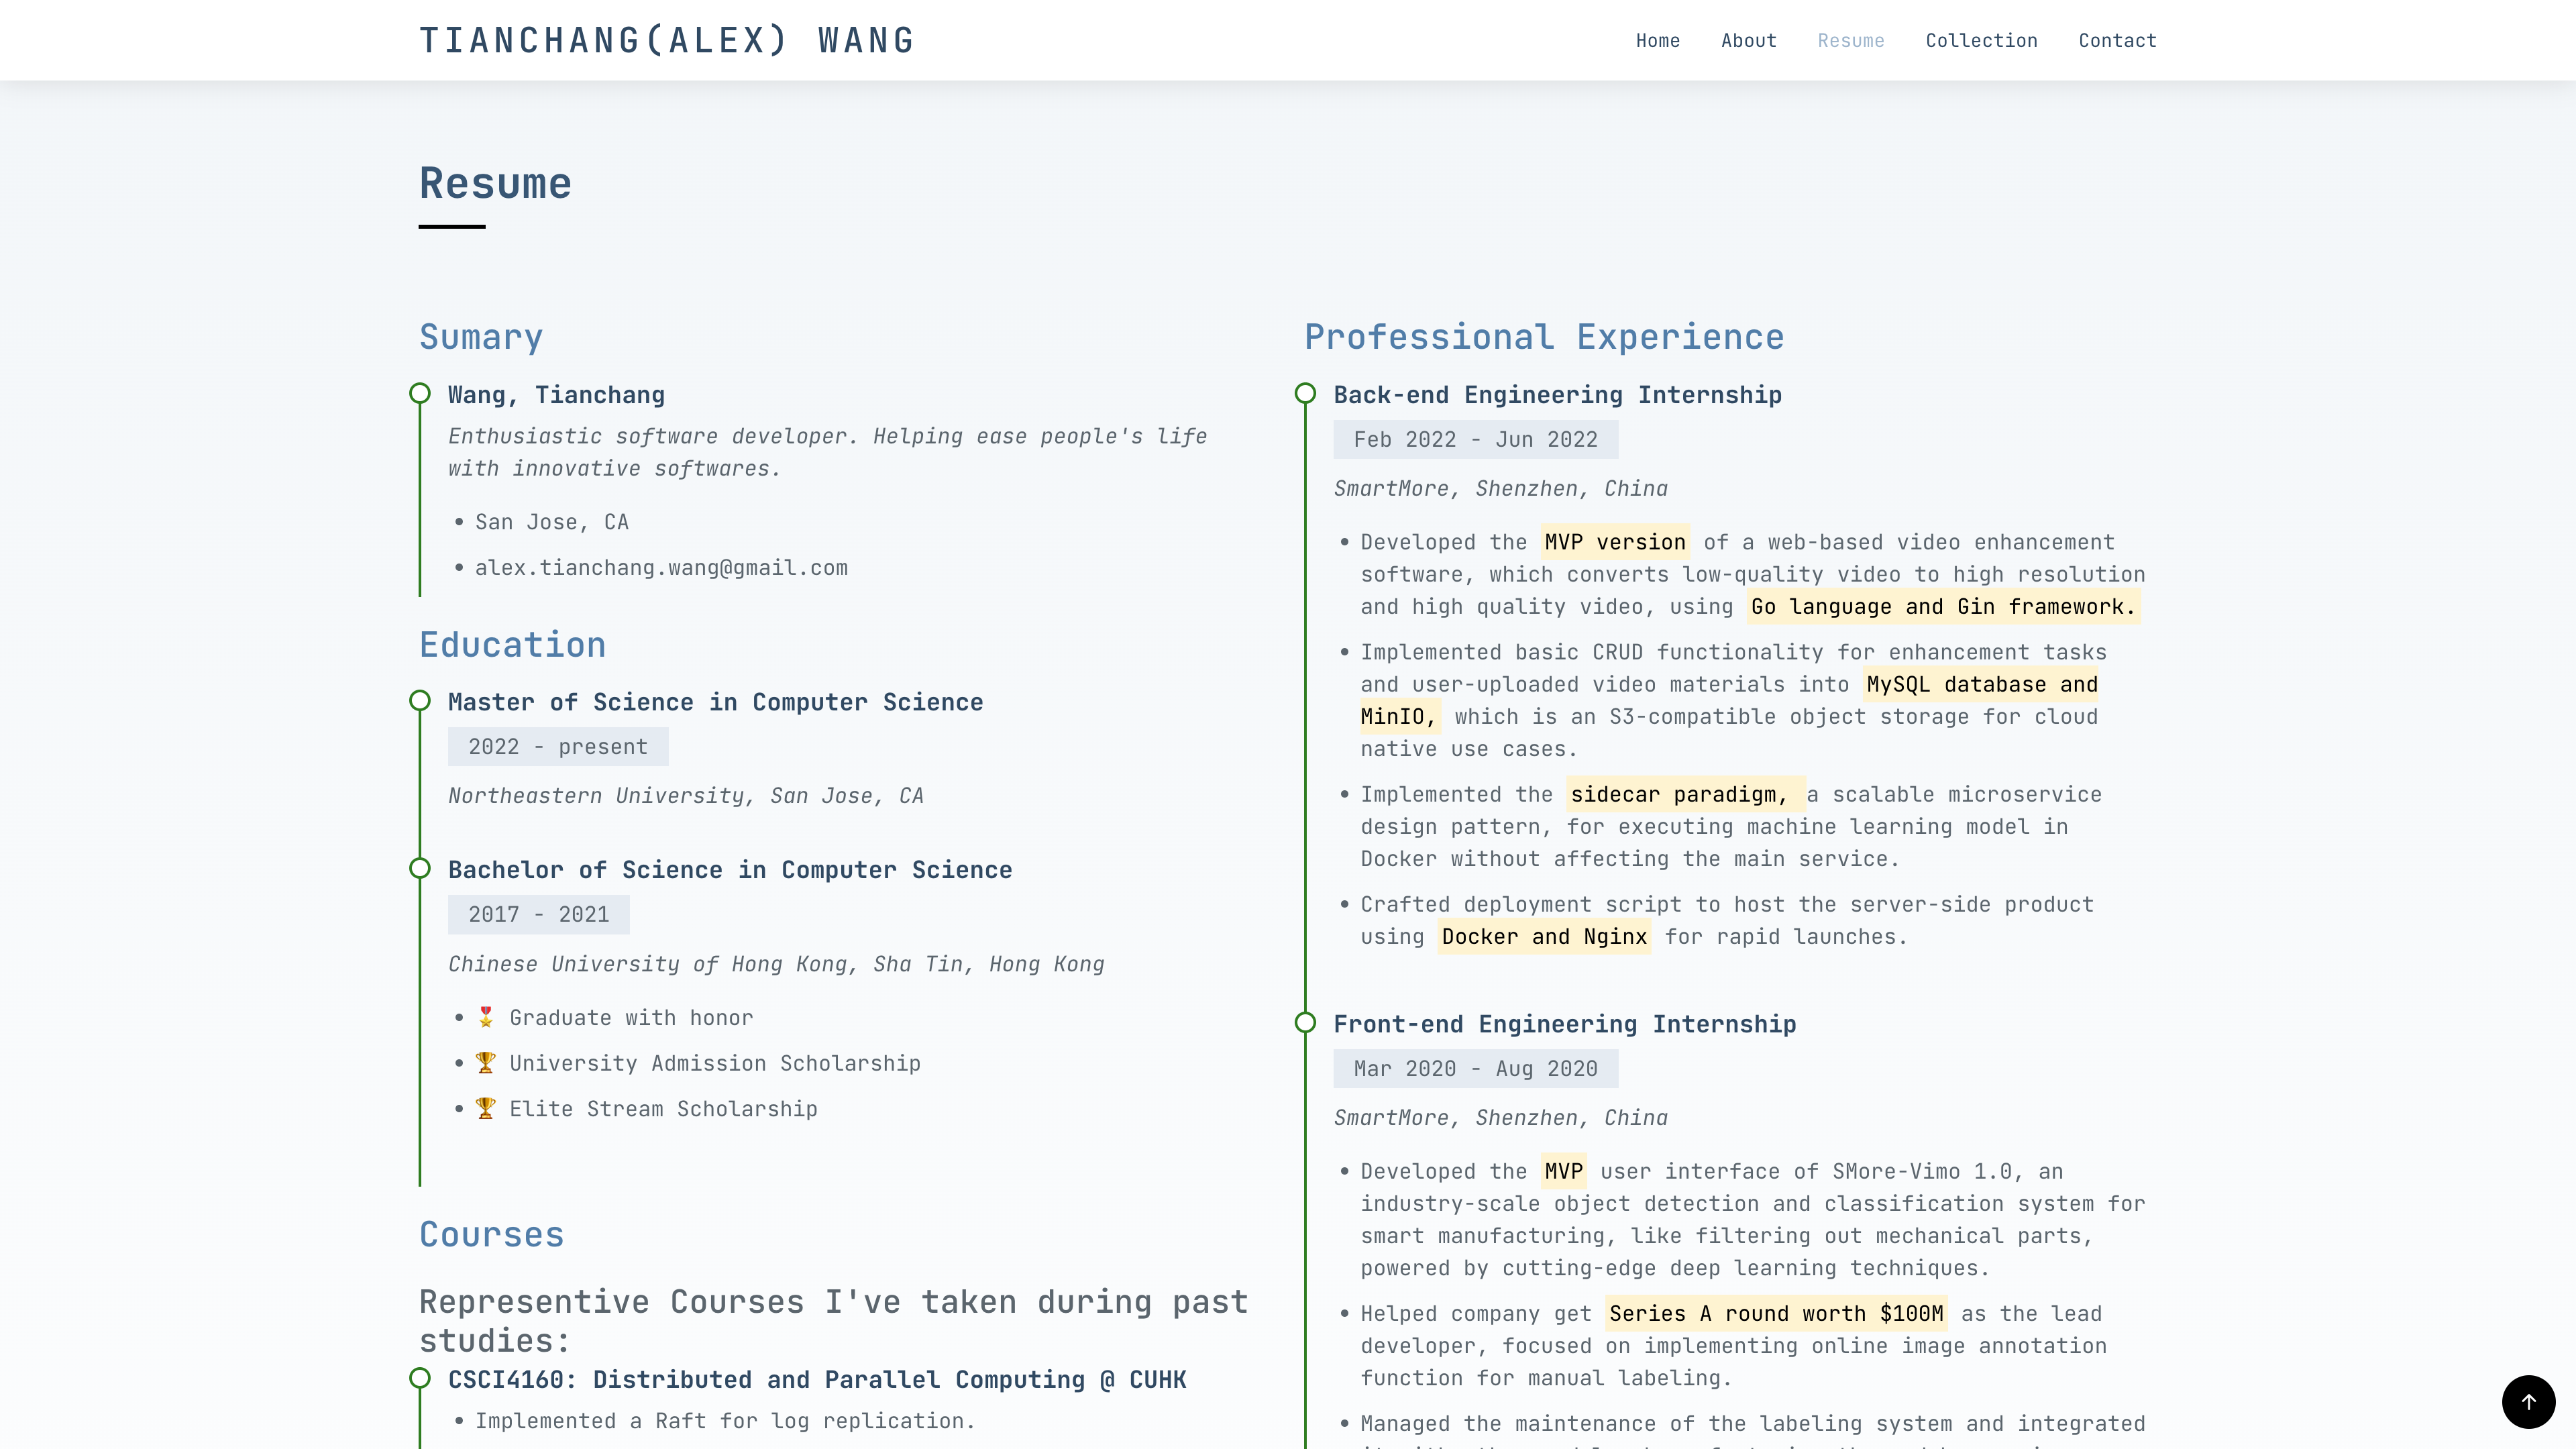 TIANCHANG(ALEX) WANG
Home About Resume Collection Contact
Resume
Sumary
Wang, Tianchang
Enthusiastic software developer. Helping ease people's life
with innovative softwares.
San Jose, CA
alex.tianchang.wang@gmail.com
Education
Master of Science in Computer Science
2022 - present
Northeastern University, San Jose, CA
Bachelor of Science in Computer Science
2017 - 2021
Chinese University of Hong Kong, Sha Tin, Hong Kong
🎖️ Graduate with honor
🏆 University Admission Scholarship
🏆 Elite Stream Scholarship
Courses
Representive Courses I've taken during past
studies:
CSCI4160: Distributed and Parallel Computing @ CUHK
Implemented a Raft for log replication.
Professional Experience
Back-end Engineering Internship
Feb 2022 - Jun 2022
SmartMore, Shenzhen, China
Developed the MVP version of a web-based video enhancement
software, which converts low-quality video to high resolution
and high quality video, using Go language and Gin framework.
Implemented basic CRUD functionality for enhancement tasks
and user-uploaded video materials into MySQL database and
MinIO, which is an S3-compatible object storage for cloud
native use cases.
Implemented the sidecar paradigm, a scalable microservice
design pattern, for executing machine learning model in
Docker without affecting the main service.
Crafted deployment script to host the server-side product
using Docker and Nginx for rapid launches.
Front-end Engineering Internship
Mar 2020 - Aug 2020
SmartMore, Shenzhen, China
Developed the MVP user interface of SMore-Vimo 1.0, an
industry-scale object detection and classification system for
smart manufacturing, like filtering out mechanical parts,
powered by cutting-edge deep learning techniques.
Helped company get Series A round worth $100M as the lead
developer, focused on implementing online image annotation
function for manual labeling.
Managed the maintenance of the labeling system and integrated